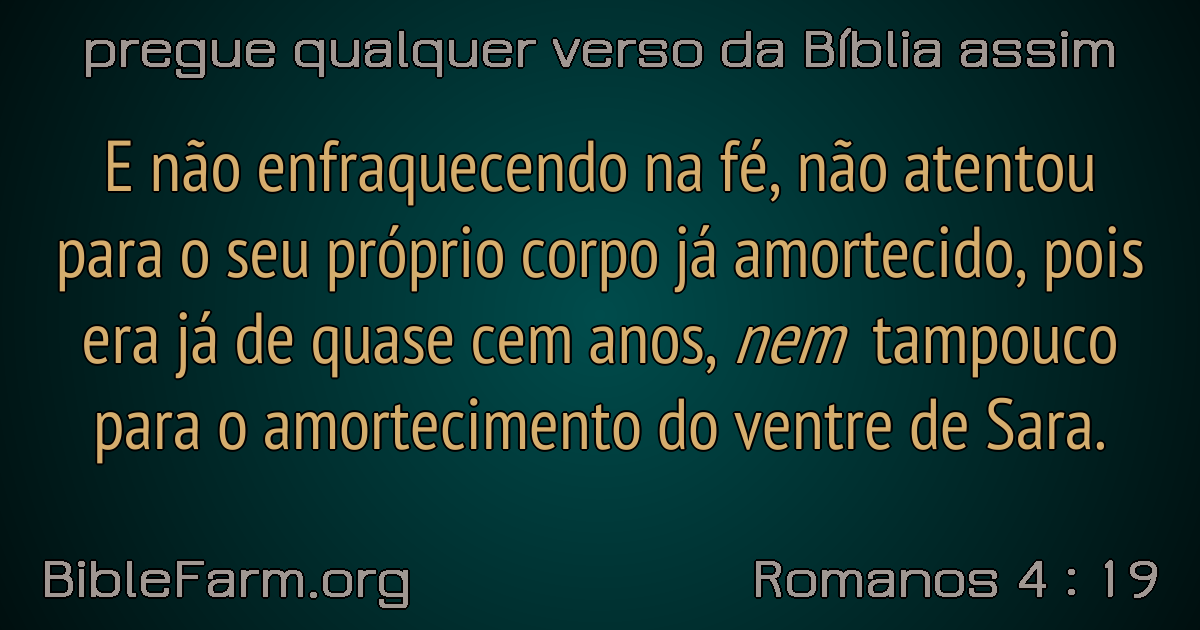 pregue qualquer verso da Bíblia assim
E não enfraquecendo na fé, não atentou
para o seu próprio corpo já amortecido, pois
era já de quase cem anos, nem tampouco
para o amortecimento do ventre de Sara.
BibleFarm.org
Romanos 4 : 19